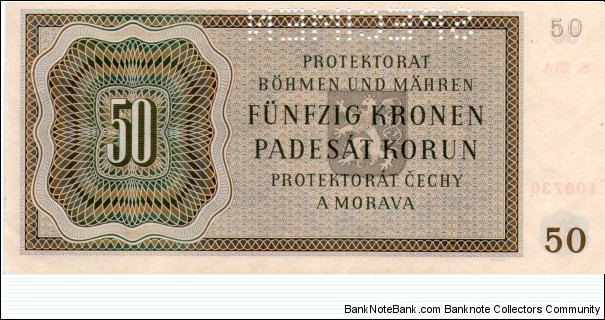 SPECIMEN
50
PROTEKTORAT
BÖHMEN UND MÄHREN
50
FÜNFZIG KRONEN
PADESÁT KORUN
PROTEKTORÁT ČECHY
A MORAVA
50
BankNoteBank.com - Banknote Collectors Community